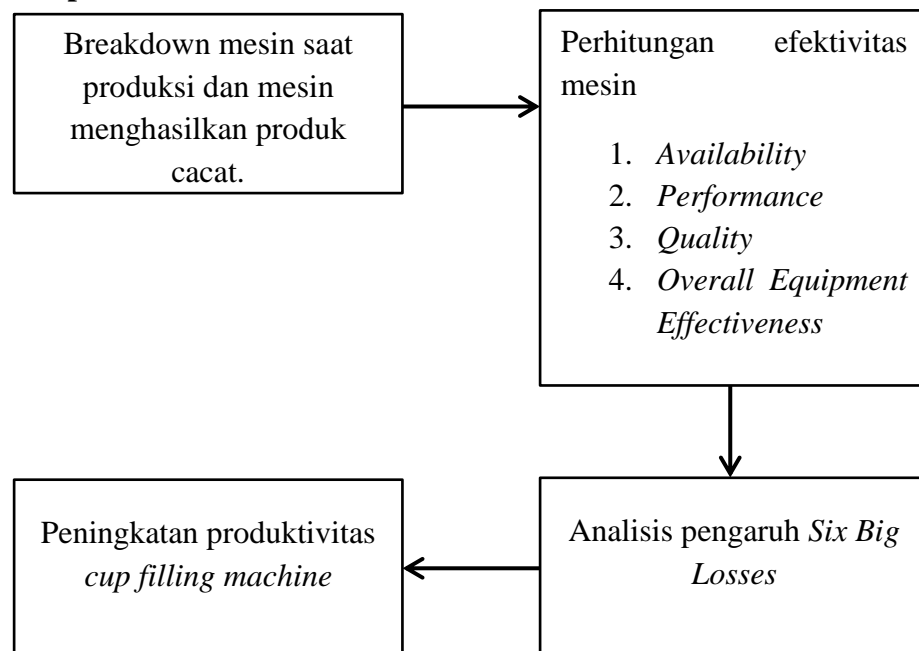 Breakdown mesin saat
produksi dan mesin
menghasilkan produk
cacat.
Perhitungan efektivitas
mesin
1. Availability
2. Performance
3. Quality
4. Overall Equipment
Effectiveness
Analisis pengaruh Six Big
Losses
Peningkatan produktivitas
cup filling machine